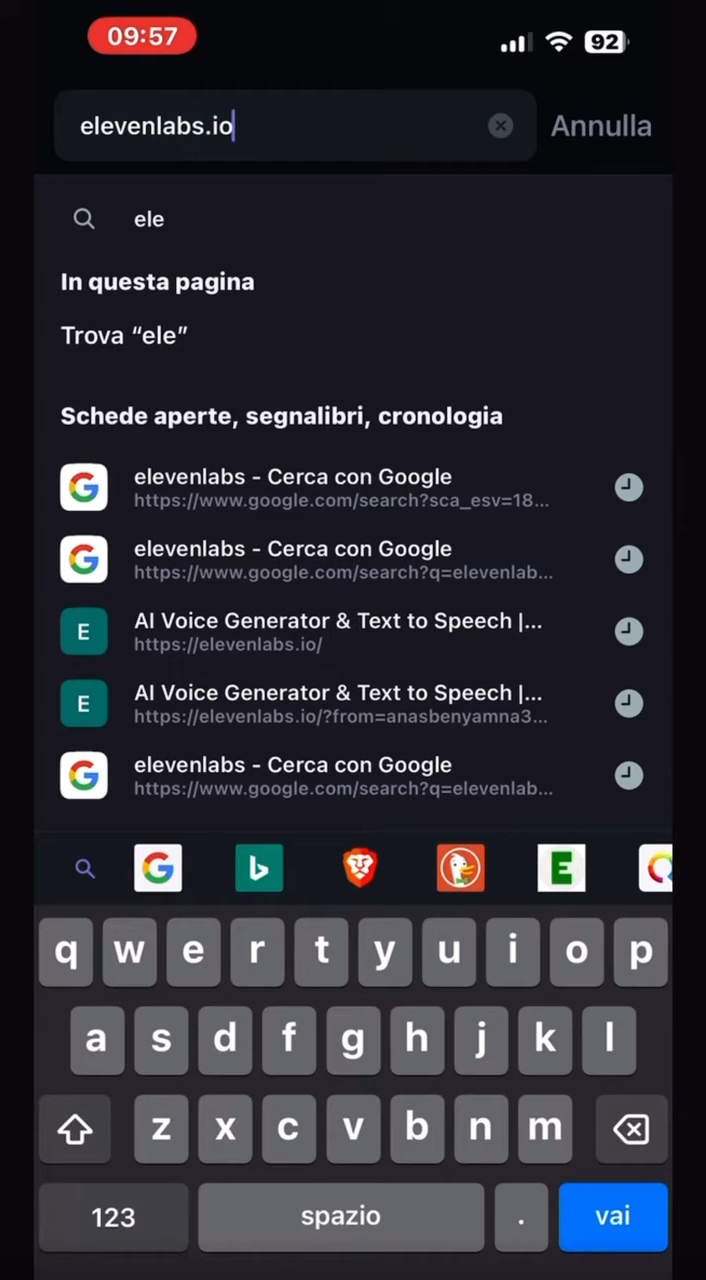 09:57
92
elevenlabs.io
Annulla
ele
In questa pagina
Trova “ele”
Schede aperte, segnalibri, cronologia
elevenlabs - Cerca con Google
https://www.google.com/search?sca_esv=18...
elevenlabs - Cerca con Google
https://www.google.com/search?q=elevenlab...
E
AI Voice Generator & Text to Speech |...
https://elevenlabs.io/
E
AI Voice Generator & Text to Speech |...
https://elevenlabs.io/?from=anasbenyamna3...
elevenlabs - Cerca con Google
https://www.google.com/search?q=elevenlab...
G b E
q w e r t y u i o p
a s d f g h j k l
z x c v b n m
123 spazio . vai